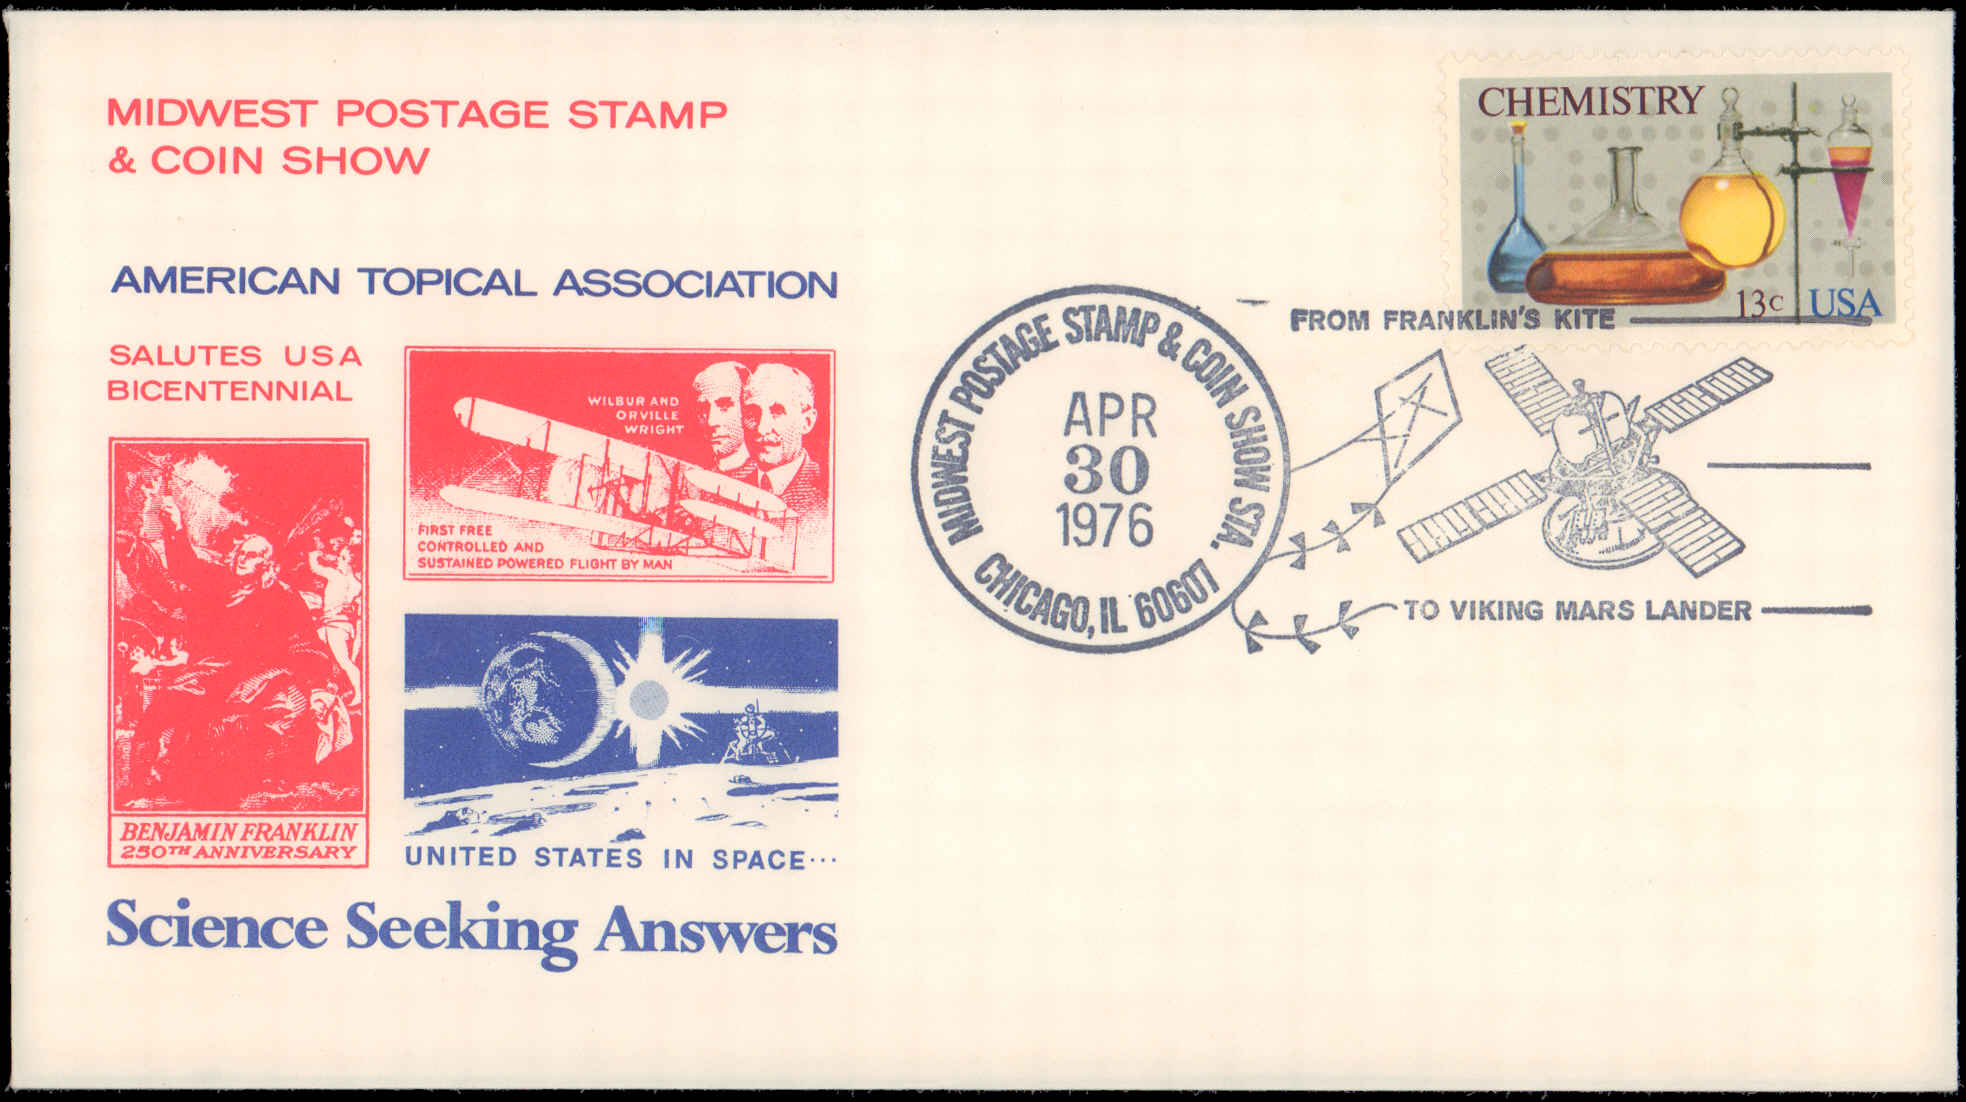 MIDWEST POSTAGE STAMP
& COIN SHOW
AMERICAN TOPICAL ASSOCIATION
SALUTES USA
BICENTENNIAL
WILBUR AND
ORVILLE
WRIGHT
FIRST FREE
CONTROLLED AND
SUSTAINED POWERED FLIGHT BY MAN
BENJAMIN FRANKLIN
250TH ANNIVERSARY
UNITED STATES IN SPACE...
Science Seeking Answers
MIDWEST POSTAGE STAMP & COIN SHOW STA.
APR
30
1976
CHICAGO, IL 60607
CHEMISTRY
13c USA
FROM FRANKLIN'S KITE
TO VIKING MARS LANDER